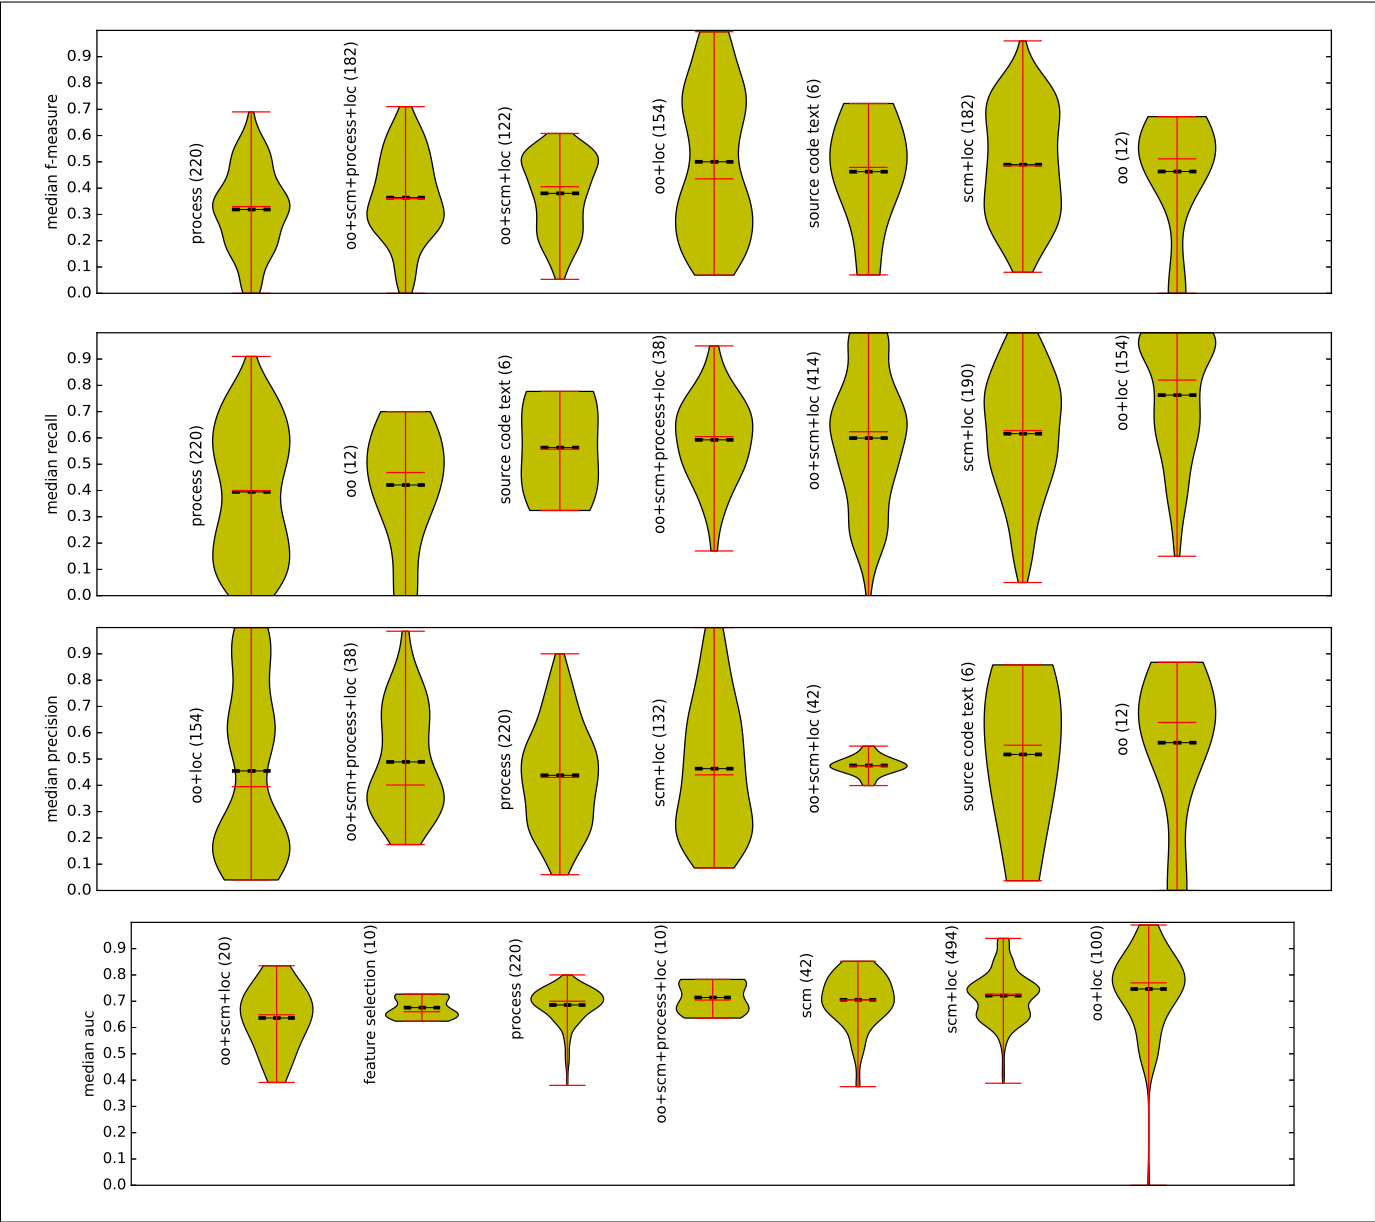 median f-measure
0.9
0.8
0.7
0.6
0.5
0.4
0.3
0.2
0.1
0.0
process (220)
oo+scm+process+loc (182)
oo+scm+loc (122)
oo+loc (154)
source code text (6)
scm+loc (182)
oo (12)
median recall
0.9
0.8
0.7
0.6
0.5
0.4
0.3
0.2
0.1
0.0
process (220)
oo (12)
source code text (6)
oo+scm+process+loc (38)
oo+scm+loc (414)
scm+loc (190)
oo+loc (154)
median precision
0.9
0.8
0.7
0.6
0.5
0.4
0.3
0.2
0.1
0.0
oo+loc (154)
oo+scm+process+loc (38)
process (220)
scm+loc (132)
oo+scm+loc (42)
source code text (6)
oo (12)
median auc
0.9
0.8
0.7
0.6
0.5
0.4
0.3
0.2
0.1
0.0
oo+scm+loc (20)
feature selection (10)
process (220)
oo+scm+process+loc (10)
scm (42)
scm+loc (494)
oo+loc (100)